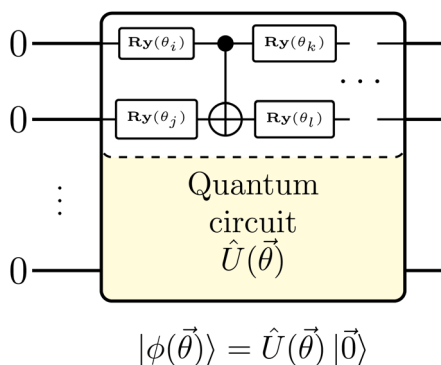 0 Ry(θᵢ) Ry(θₖ)
. . .
0 Ry(θⱼ) Ry(θₗ)
⋮
Quantum
circuit
Û(θ⃗)
0
|ϕ(θ⃗)⟩ = Û(θ⃗) |0⃗⟩